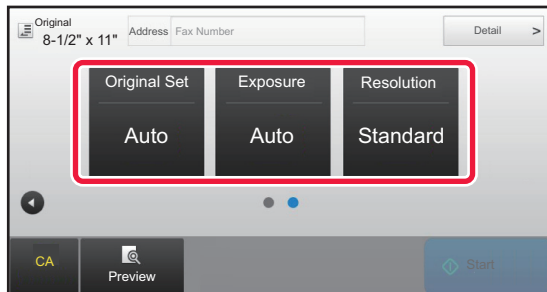 Original
8-1/2" x 11"
Address Fax Number
Detail >
Original Set Exposure Resolution
Auto Auto Standard
CA
Preview
Start